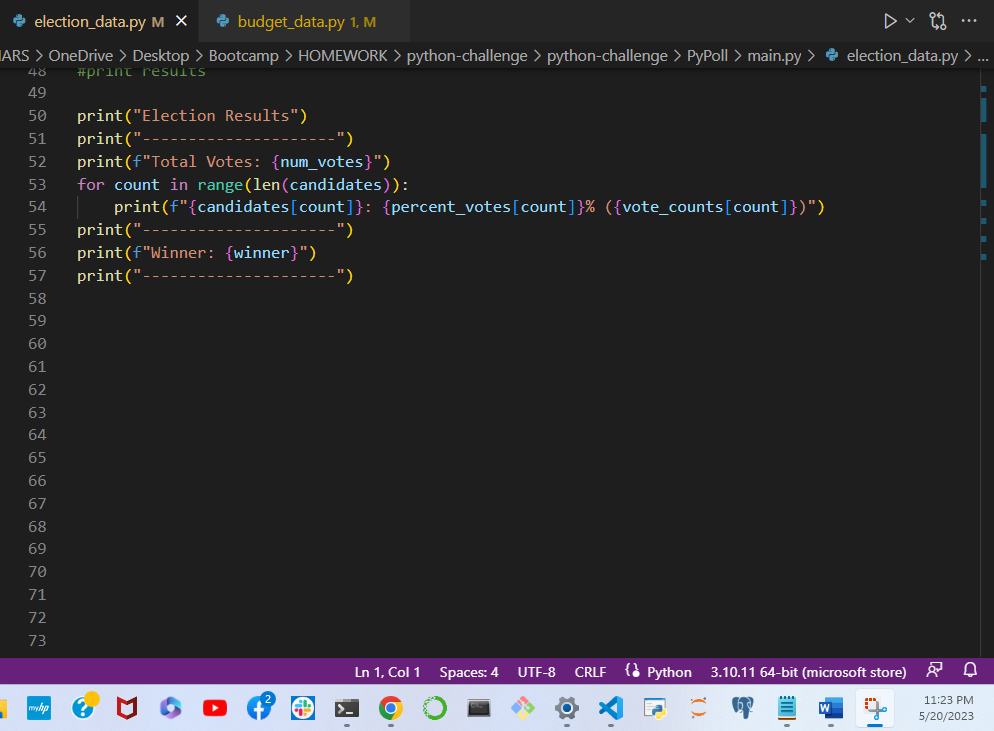 election_data.py M
budget_data.py 1, M
IARS > OneDrive > Desktop > Bootcamp > HOMEWORK > python-challenge > python-challenge > PyPoll > main.py > election_data.py > ...
48 #print results
49
50 print("Election Results")
51 print("---------------------")
52 print(f"Total Votes: {num_votes}")
53 for count in range(len(candidates)):
54     print(f"{candidates[count]}: {percent_votes[count]}% ({vote_counts[count]})")
55 print("---------------------")
56 print(f"Winner: {winner}")
57 print("---------------------")
58
59
60
61
62
63
64
65
66
67
68
69
70
71
72
73
Ln 1, Col 1 Spaces: 4 UTF-8 CRLF Python 3.10.11 64-bit (microsoft store)
myhp
?
2
W
11:23 PM
5/20/2023